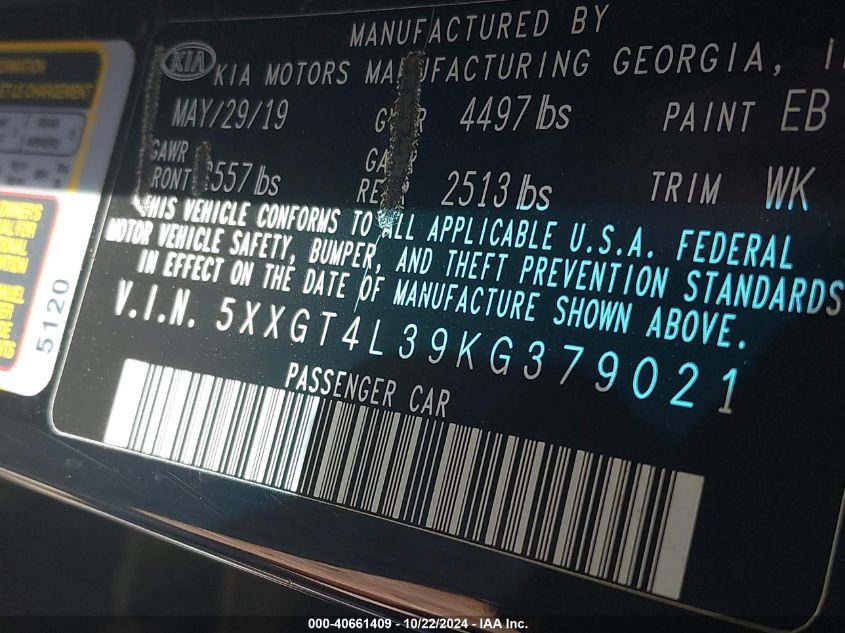 MANUFACTURED BY
KIA KIA MOTORS MANUFACTURING GEORGIA,
MAY/29/19 GVWR 4497 lbs PAINT EB
GAWR
557 lbs 2513 lbs TRIM WK
THIS VEHICLE CONFORMS TO ALL APPLICABLE U.S.A. FEDERAL
MOTOR VEHICLE SAFETY, BUMPER, AND THEFT PREVENTION STANDARDS
IN EFFECT ON THE DATE OF MANUFACTURE SHOWN ABOVE.
V.I.N. 5XXGT4L39KG379021
PASSENGER CAR
5120
000-40661409 - 10/22/2024 - IAA Inc.